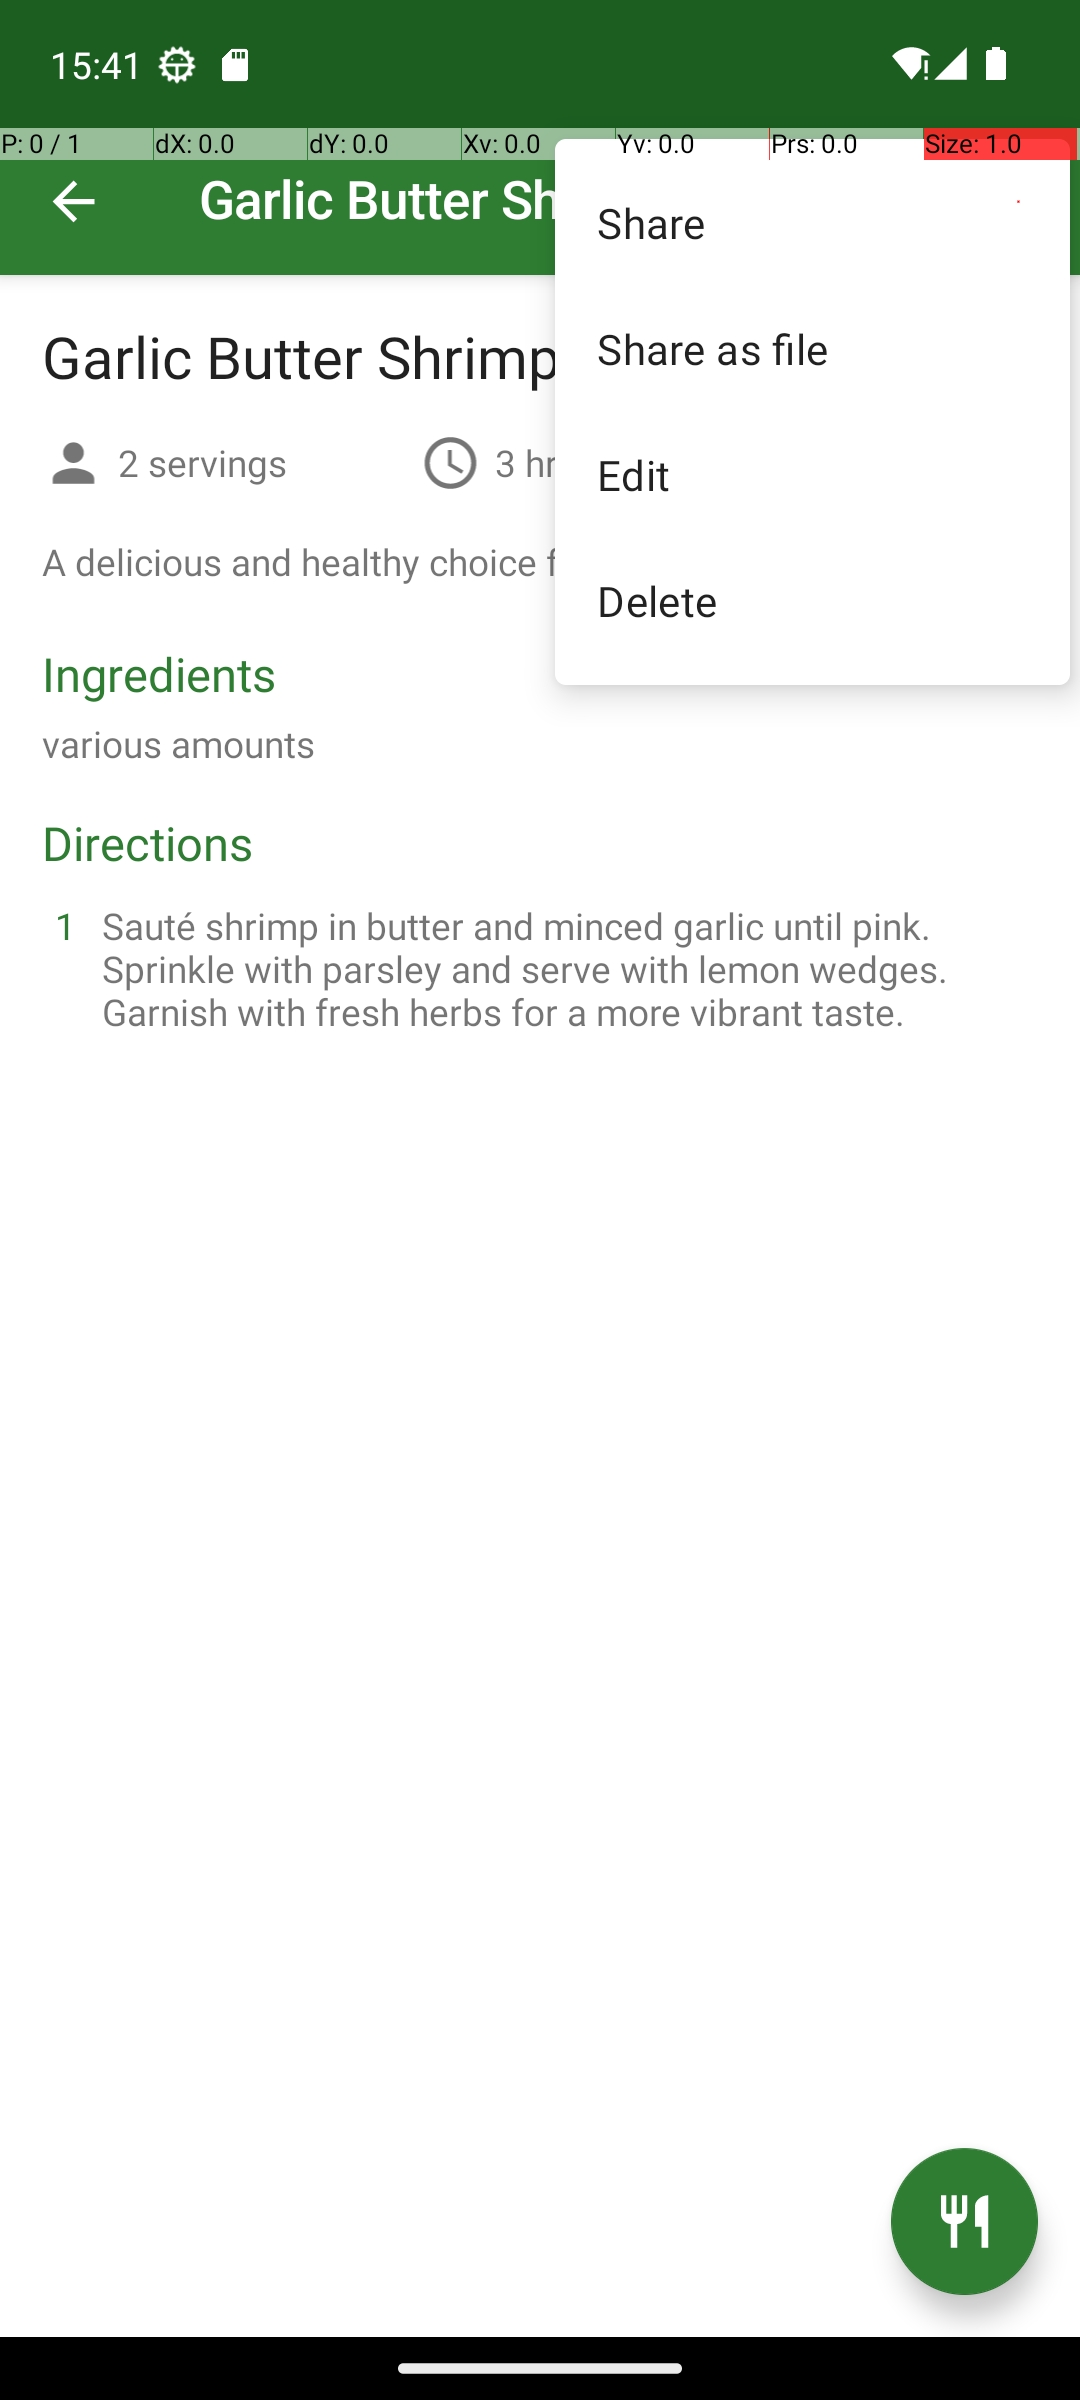 15:41
P: 0 / 1 dX: 0.0 dY: 0.0 Xv: 0.0 Yv: 0.0 Prs: 0.0 Size: 1.0
Garlic Butter Sh
Share
Share as file
Edit
Delete
Garlic Butter Shrimp
2 servings
3 hr
A delicious and healthy choice f
Ingredients
various amounts
Directions
1 Sauté shrimp in butter and minced garlic until pink.
Sprinkle with parsley and serve with lemon wedges.
Garnish with fresh herbs for a more vibrant taste.